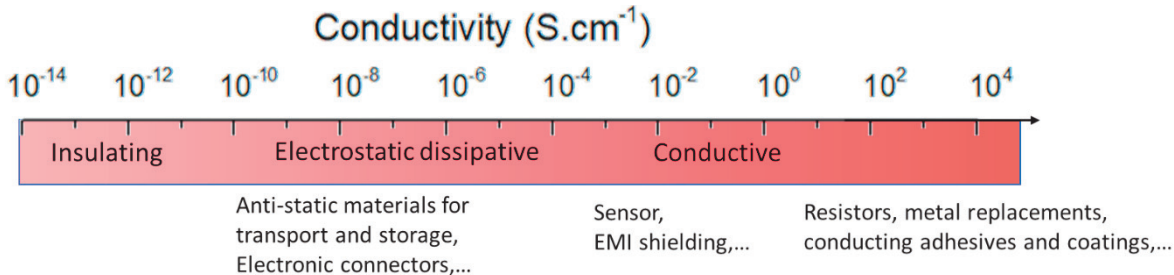 Conductivity (S.cm⁻¹)
10⁻¹⁴ 10⁻¹² 10⁻¹⁰ 10⁻⁸ 10⁻⁶ 10⁻⁴ 10⁻² 10⁰ 10² 10⁴
Insulating Electrostatic dissipative Conductive
Anti-static materials for
transport and storage,
Electronic connectors,...
Sensor,
EMI shielding,...
Resistors, metal replacements,
conducting adhesives and coatings,...